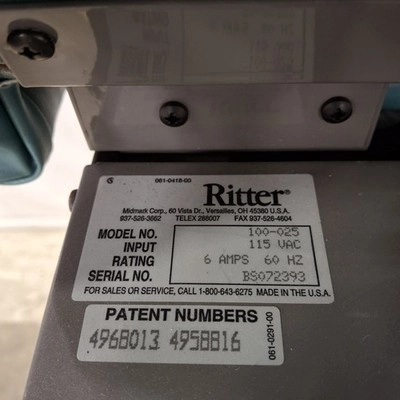 061-0418-00
Ritter®
Midmark Corp., 60 Vista Dr., Versailles, OH 45380 U.S.A.
937-526-3662 TELEX 288007 FAX 937-526-4604
MODEL NO. 100-025
INPUT 115 VAC
RATING 6 AMPS 60 HZ
SERIAL NO. BS072393
FOR SALES OR SERVICE, CALL 1-800-643-6275 MADE IN THE U.S.A.
PATENT NUMBERS
4968013 4958816
061-0291-00